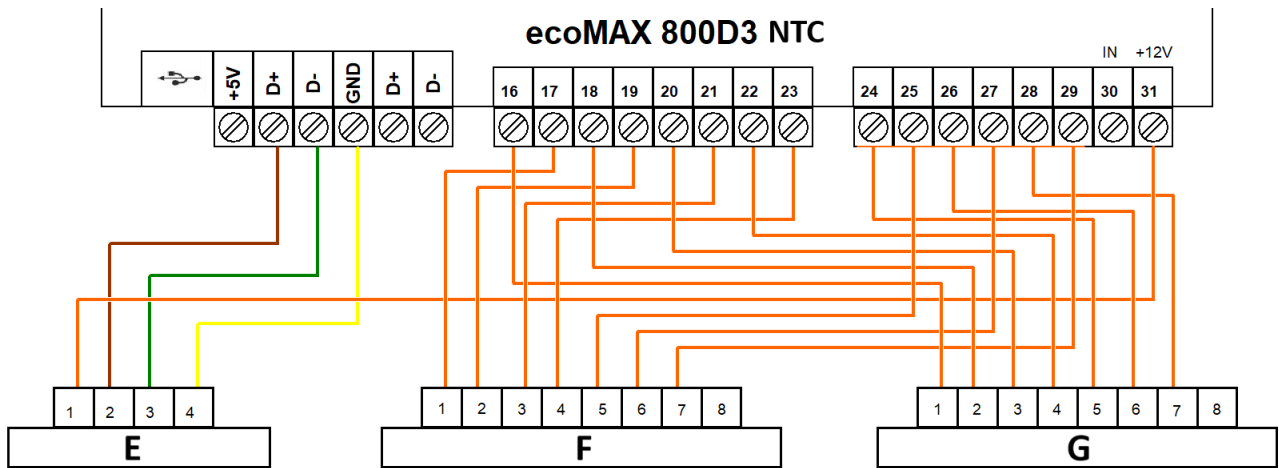 ecoMAX 800D3 NTC
IN +12V
+5V D+ D- GND D+ D-
16 17 18 19 20 21 22 23
24 25 26 27 28 29 30 31
1 2 3 4
1 2 3 4 5 6 7 8
1 2 3 4 5 6 7 8
E
F
G